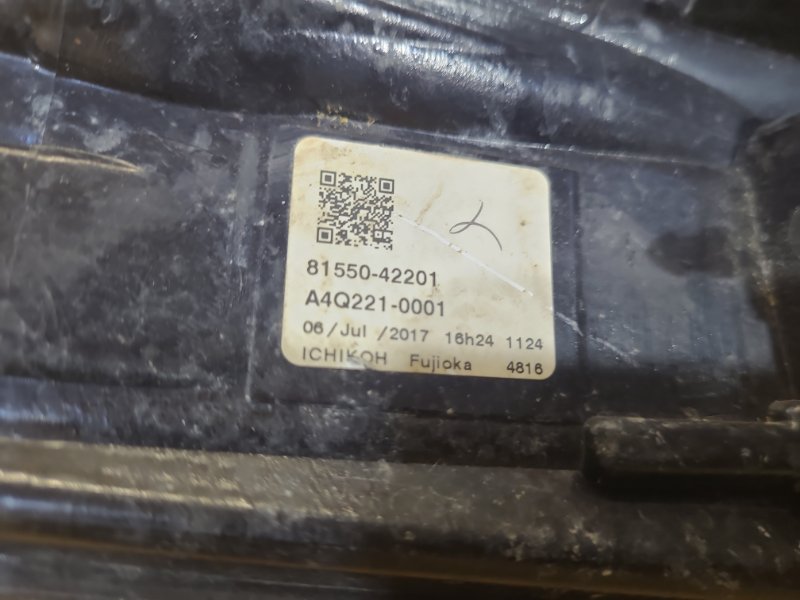 81550-42201
A4Q221-0001
06/Jul /2017 16h24 1124
ICHIKOH Fujioka 4816